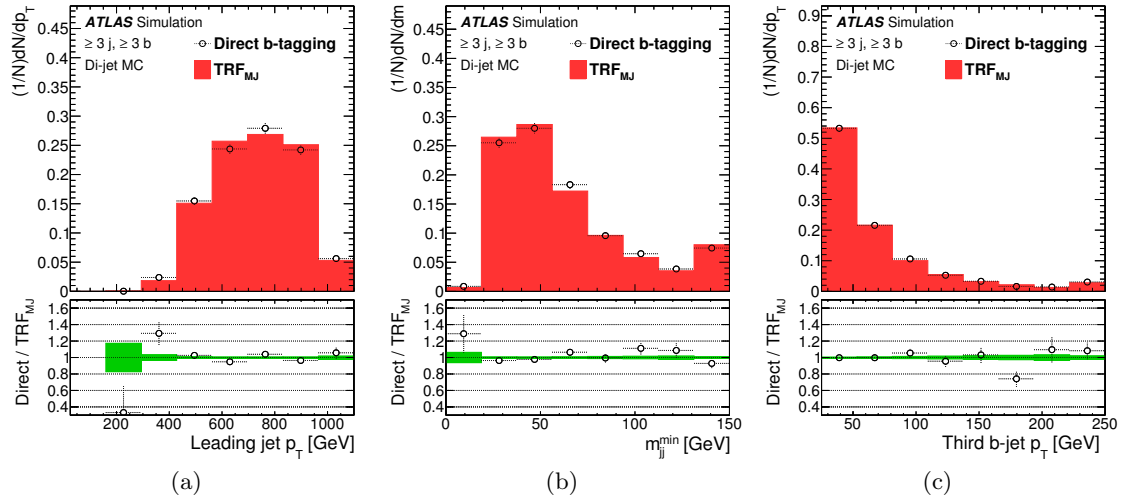 (1/N)dN/dp_T
0.45
0.4
0.35
0.3
0.25
0.2
0.15
0.1
0.05
0
ATLAS Simulation
≥ 3 j, ≥ 3 b
Di-jet MC
Direct b-tagging
TRF_MJ
Direct / TRF_MJ
1.6
1.4
1.2
1
0.8
0.6
0.4
200 400 600 800 1000
Leading jet p_T [GeV]
(a)
(1/N)dN/dm
0.45
0.4
0.35
0.3
0.25
0.2
0.15
0.1
0.05
0
ATLAS Simulation
≥ 3 j, ≥ 3 b
Di-jet MC
Direct b-tagging
TRF_MJ
Direct / TRF_MJ
1.6
1.4
1.2
1
0.8
0.6
0.4
0 50 100 150
m_jj^min [GeV]
(b)
(1/N)dN/dp_T
0.9
0.8
0.7
0.6
0.5
0.4
0.3
0.2
0.1
0
ATLAS Simulation
≥ 3 j, ≥ 3 b
Di-jet MC
Direct b-tagging
TRF_MJ
Direct / TRF_MJ
1.6
1.4
1.2
1
0.8
0.6
0.4
50 100 150 200 250
Third b-jet p_T [GeV]
(c)